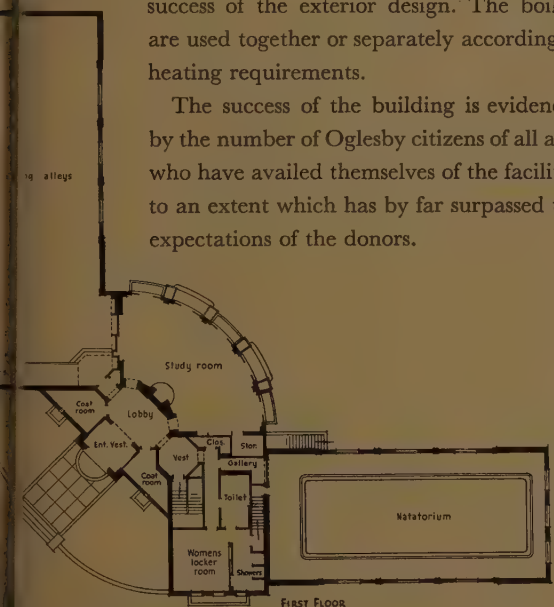 success of the exterior design. The boil
are used together or separately according
heating requirements.
The success of the building is eviden
by the number of Oglesby citizens of all a
who have availed themselves of the facili
to an extent which has by far surpassed
expectations of the donors.
alleys
Study room
Coat
room
Lobby
Ent. Vest.
Coat
room
Vest
Clos.
Stor.
Gallery
Toilet
Womens
locker
room
Showers
Natatorium
FIRST FLOOR